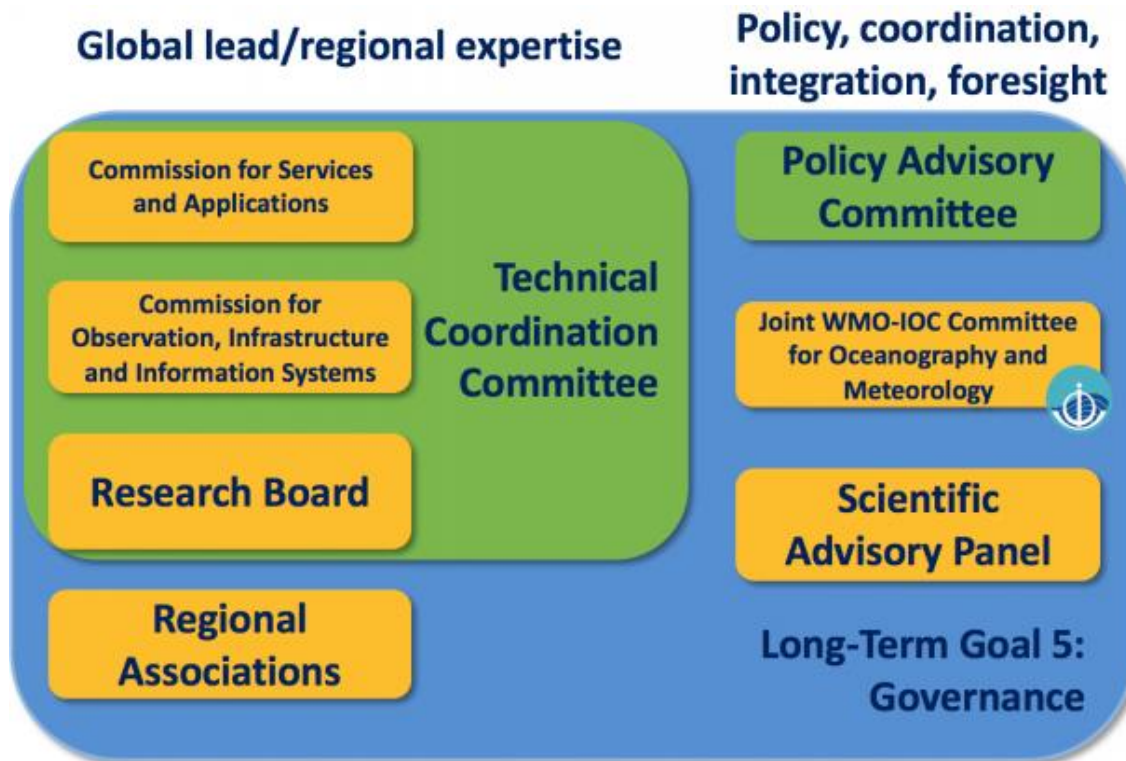 Global lead/regional expertise
Policy, coordination,
integration, foresight
Commission for Services
and Applications
Commission for
Observation, Infrastructure
and Information Systems
Research Board
Technical
Coordination
Committee
Regional
Associations
Policy Advisory
Committee
Joint WMO-IOC Committee
for Oceanography and
Meteorology
Scientific
Advisory Panel
Long-Term Goal 5:
Governance